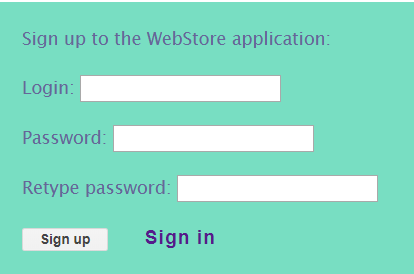 Sign up to the WebStore application:
Login:
Password:
Retype password:
Sign up Sign in